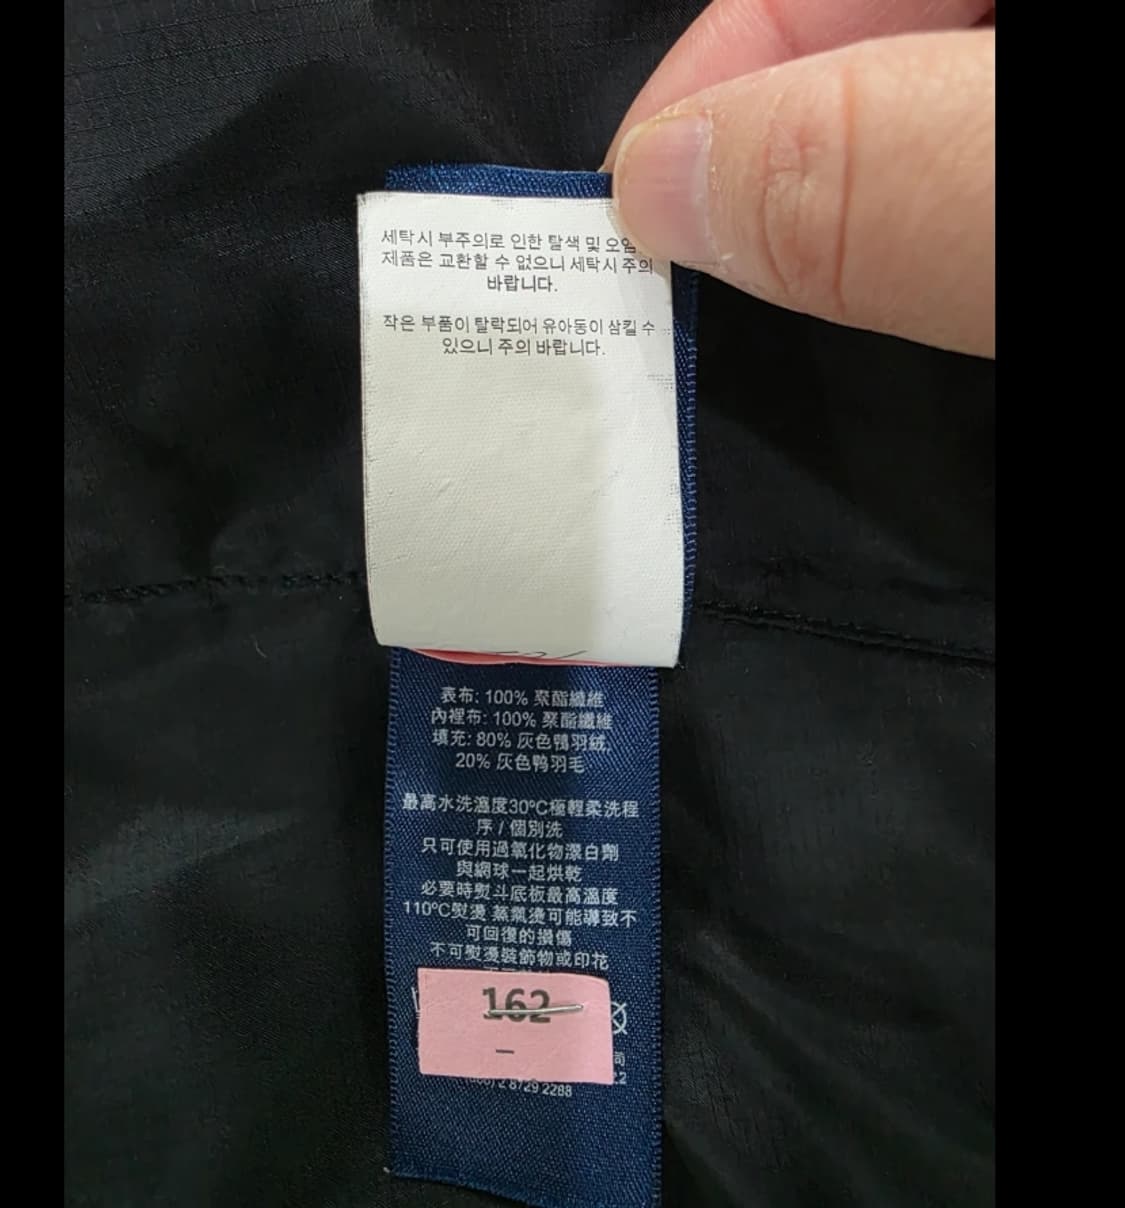 세탁시 부주의로 인한 탈색 및 오염
제품은 교환할 수 없으니 세탁시 주의
바랍니다.
작은 부품이 탈락되어 유아동이 삼킬 수
있으니 주의 바랍니다.
表布: 100% 聚酯纖維
內裡布: 100% 聚酯纖維
填充: 80% 灰色鴨羽絨,
20% 灰色鸭羽毛
最高水洗溫度30°C極輕柔洗程
序 / 個別洗
只可使用過氧化物漂白劑
與網球一起烘乾
必要時熨斗底板最高溫度
110°C熨燙 蒸氣燙可能導致不
可回復的損傷
不可熨燙裝飾物或印花
162
–
司
22
2 8729 2288